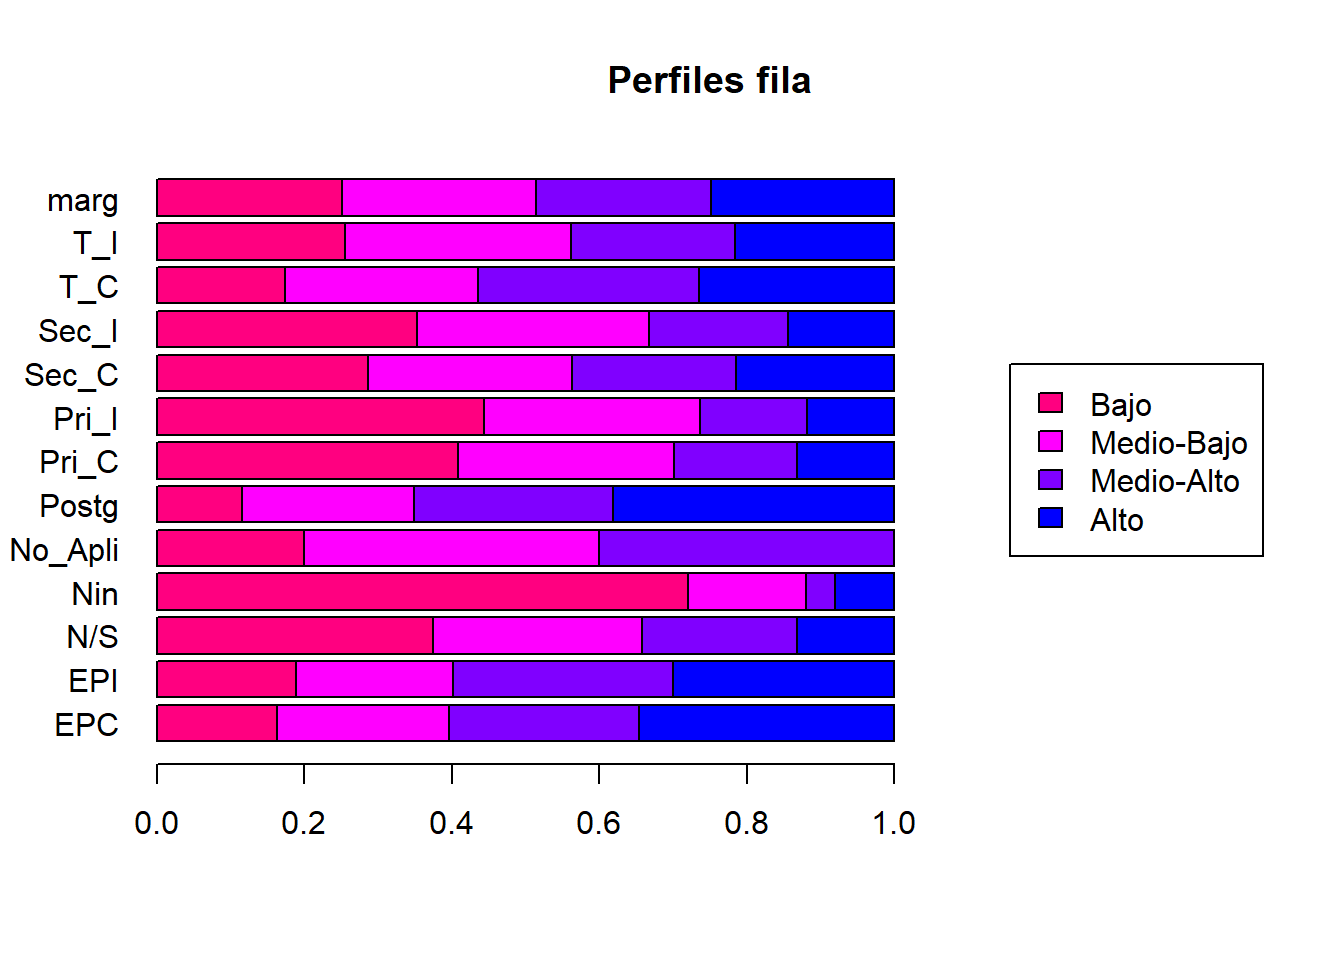 Perfiles fila
marg
T_I
T_C
Sec_I
Sec_C
Pri_I
Pri_C
Postg
No_Apli
Nin
N/S
EPI
EPC
0.0 0.2 0.4 0.6 0.8 1.0
Bajo
Medio-Bajo
Medio-Alto
Alto